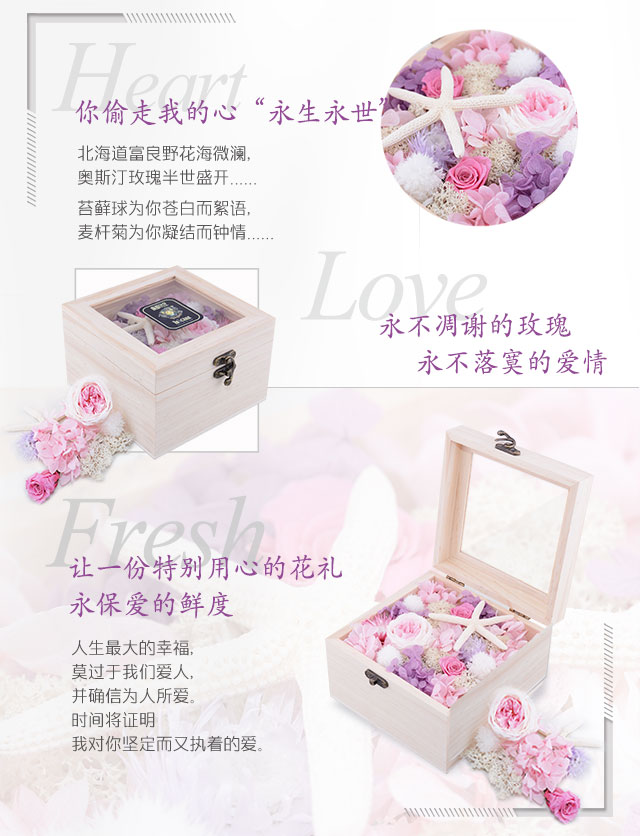 Heart
你偷走我的心“永生永世”
北海道富良野花海微澜,
奥斯汀玫瑰半世盛开......
苔藓球为你苍白而絮语,
麦杆菊为你凝结而钟情......
Love
永不凋谢的玫瑰
永不落寞的爱情
Fresh
让一份特别用心的花礼
永保爱的鲜度
人生最大的幸福,
莫过于我们爱人,
并确信为人所爱。
时间将证明
我对你坚定而又执着的爱。